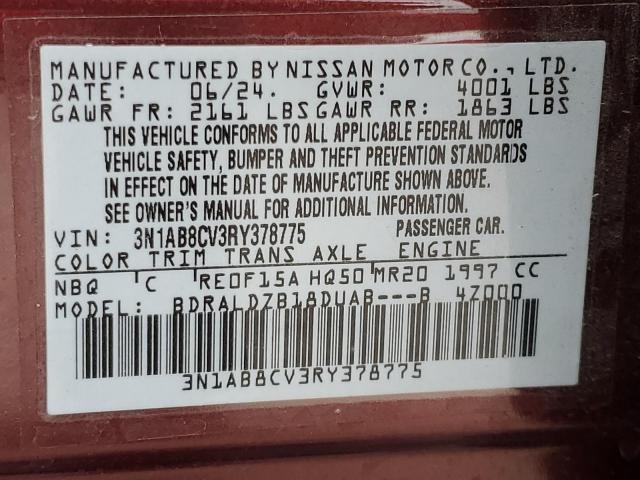 MANUFACTURED BY NISSAN MOTOR CO., LTD.
DATE: 06/24. GVWR: 4001 LBS
GAWR FR: 2161 LBS GAWR RR: 1863 LBS
THIS VEHICLE CONFORMS TO ALL APPLICABLE FEDERAL MOTOR
VEHICLE SAFETY, BUMPER AND THEFT PREVENTION STANDARDS
IN EFFECT ON THE DATE OF MANUFACTURE SHOWN ABOVE.
SEE OWNER'S MANUAL FOR ADDITIONAL INFORMATION.
VIN: 3N1AB8CV3RY378775 PASSENGER CAR.
COLOR TRIM TRANS AXLE ENGINE
NBQ C RE0F15A HQ50 MR20 1997 CC
MODEL: BDRALDZB18DUAB---B 4Z000
3N1AB8CV3RY378775